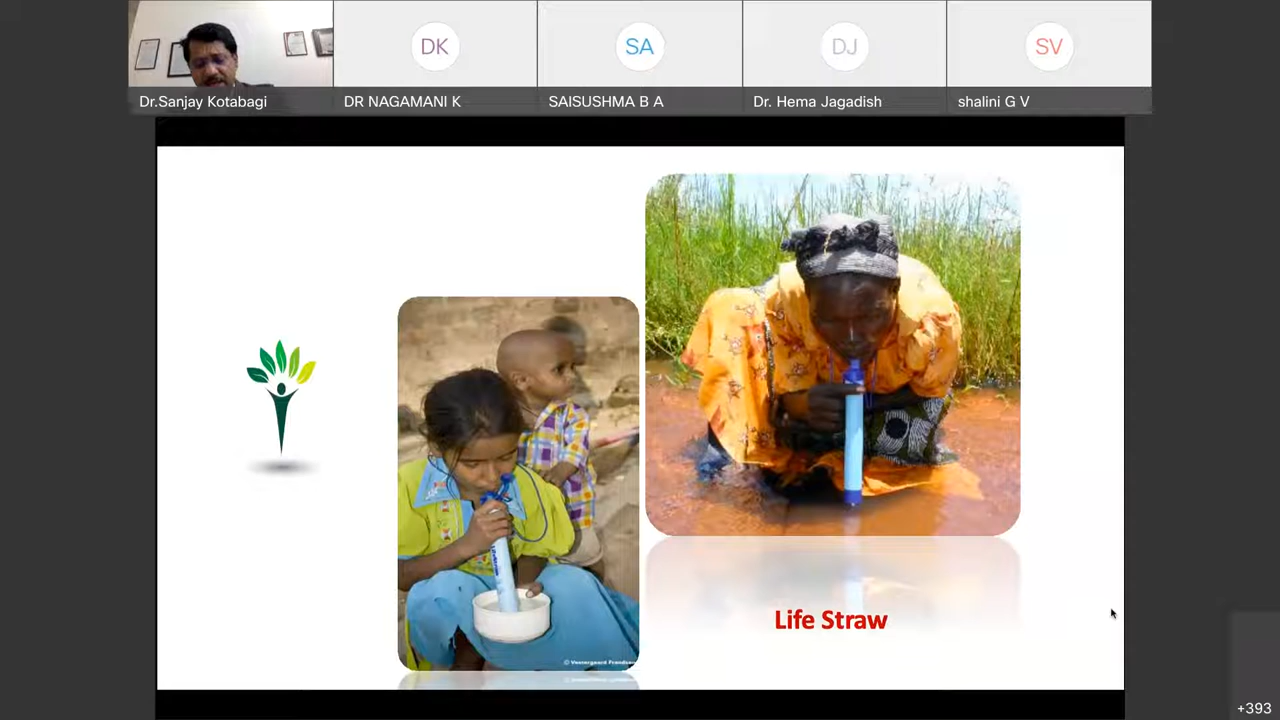 DK
SA
DJ
SV
Dr.Sanjay Kotabagi
DR NAGAMANI K
SAISUSHMA B A
Dr. Hema Jagadish
shalini G V
Life Straw
+393